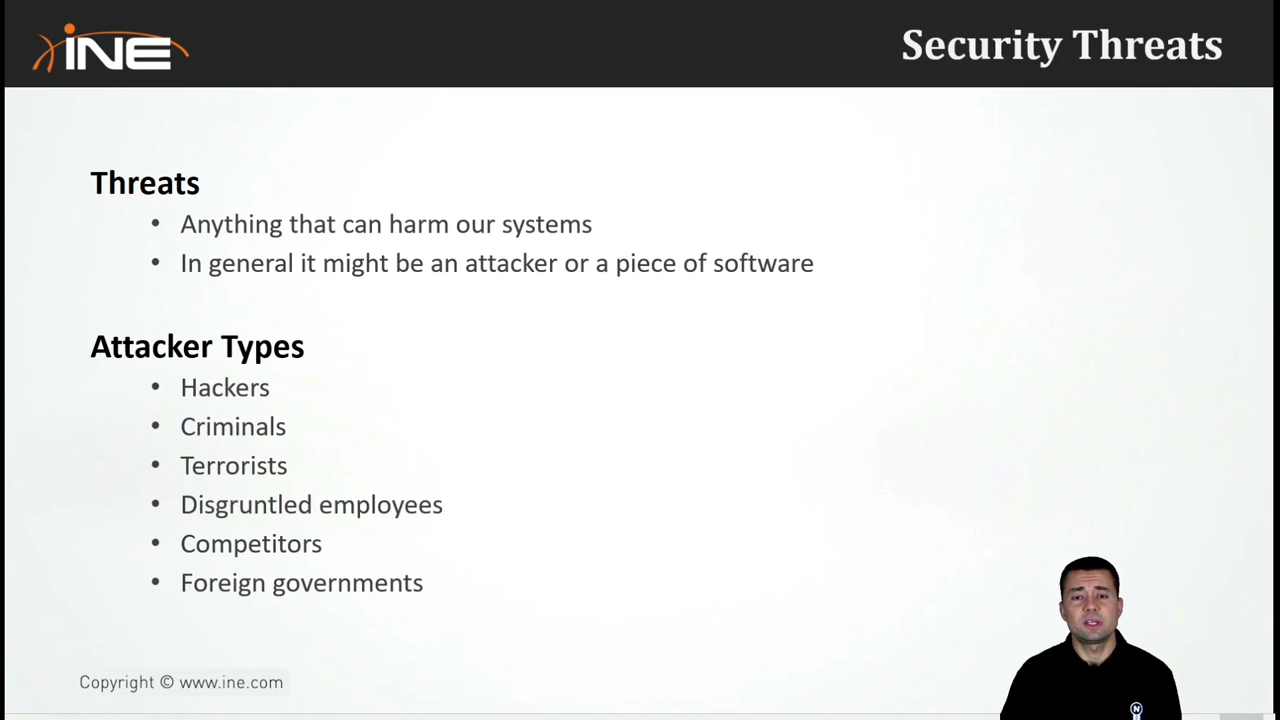 INE
Security Threats
Threats
• Anything that can harm our systems
• In general it might be an attacker or a piece of software
Attacker Types
• Hackers
• Criminals
• Terrorists
• Disgruntled employees
• Competitors
• Foreign governments
Copyright © www.ine.com
N